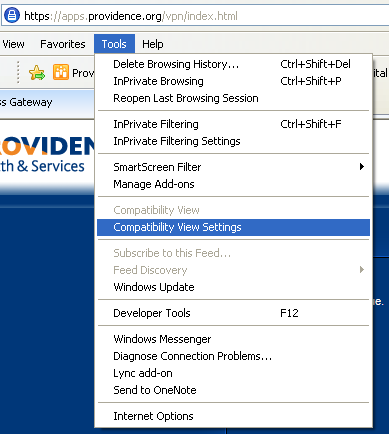 https://apps.providence.org/vpn/index.html
View Favorites Tools Help
Delete Browsing History... Ctrl+Shift+Del
InPrivate Browsing Ctrl+Shift+P
Reopen Last Browsing Session
InPrivate Filtering Ctrl+Shift+F
InPrivate Filtering Settings
SmartScreen Filter
Manage Add-ons
Compatibility View
Compatibility View Settings
Subscribe to this Feed...
Feed Discovery
Windows Update
Developer Tools F12
Windows Messenger
Diagnose Connection Problems...
Lync add-on
Send to OneNote
Internet Options
Prov
ital
s Gateway
ROVIDEN
th & Services
e.